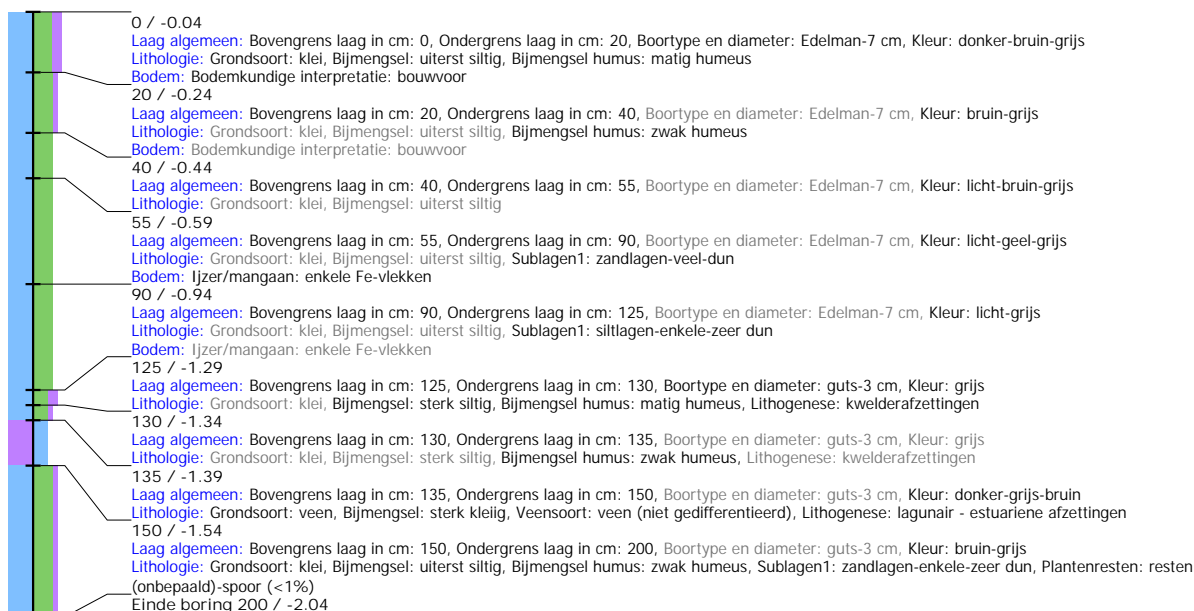 0 / -0.04
Laag algemeen: Bovengrens laag in cm: 0, Ondergrens laag in cm: 20, Boortype en diameter: Edelman-7 cm, Kleur: donker-bruin-grijs
Lithologie: Grondsoort: klei, Bijmengsel: uiterst siltig, Bijmengsel humus: matig humeus
Bodem: Bodemkundige interpretatie: bouwvoor
20 / -0.24
Laag algemeen: Bovengrens laag in cm: 20, Ondergrens laag in cm: 40, Boortype en diameter: Edelman-7 cm, Kleur: bruin-grijs
Lithologie: Grondsoort: klei, Bijmengsel: uiterst siltig, Bijmengsel humus: zwak humeus
Bodem: Bodemkundige interpretatie: bouwvoor
40 / -0.44
Laag algemeen: Bovengrens laag in cm: 40, Ondergrens laag in cm: 55, Boortype en diameter: Edelman-7 cm, Kleur: licht-bruin-grijs
Lithologie: Grondsoort: klei, Bijmengsel: uiterst siltig
55 / -0.59
Laag algemeen: Bovengrens laag in cm: 55, Ondergrens laag in cm: 90, Boortype en diameter: Edelman-7 cm, Kleur: licht-geel-grijs
Lithologie: Grondsoort: klei, Bijmengsel: uiterst siltig, Sublagen1: zandlagen-veel-dun
Bodem: Ijzer/mangaan: enkele Fe-vlekken
90 / -0.94
Laag algemeen: Bovengrens laag in cm: 90, Ondergrens laag in cm: 125, Boortype en diameter: Edelman-7 cm, Kleur: licht-grijs
Lithologie: Grondsoort: klei, Bijmengsel: uiterst siltig, Sublagen1: siltlagen-enkele-zeer dun
Bodem: Ijzer/mangaan: enkele Fe-vlekken
125 / -1.29
Laag algemeen: Bovengrens laag in cm: 125, Ondergrens laag in cm: 130, Boortype en diameter: guts-3 cm, Kleur: grijs
Lithologie: Grondsoort: klei, Bijmengsel: sterk siltig, Bijmengsel humus: matig humeus, Lithogenese: kwelderafzettingen
130 / -1.34
Laag algemeen: Bovengrens laag in cm: 130, Ondergrens laag in cm: 135, Boortype en diameter: guts-3 cm, Kleur: grijs
Lithologie: Grondsoort: klei, Bijmengsel: sterk siltig, Bijmengsel humus: zwak humeus, Lithogenese: kwelderafzettingen
135 / -1.39
Laag algemeen: Bovengrens laag in cm: 135, Ondergrens laag in cm: 150, Boortype en diameter: guts-3 cm, Kleur: donker-grijs-bruin
Lithologie: Grondsoort: veen, Bijmengsel: sterk kleiig, Veensoort: veen (niet gedifferentieerd), Lithogenese: lagunair - estuariene afzettingen
150 / -1.54
Laag algemeen: Bovengrens laag in cm: 150, Ondergrens laag in cm: 200, Boortype en diameter: guts-3 cm, Kleur: bruin-grijs
Lithologie: Grondsoort: klei, Bijmengsel: uiterst siltig, Bijmengsel humus: zwak humeus, Sublagen1: zandlagen-enkele-zeer dun, Plantenresten: resten
(onbepaald)-spoor (<1%)
Einde boring 200 / -2.04